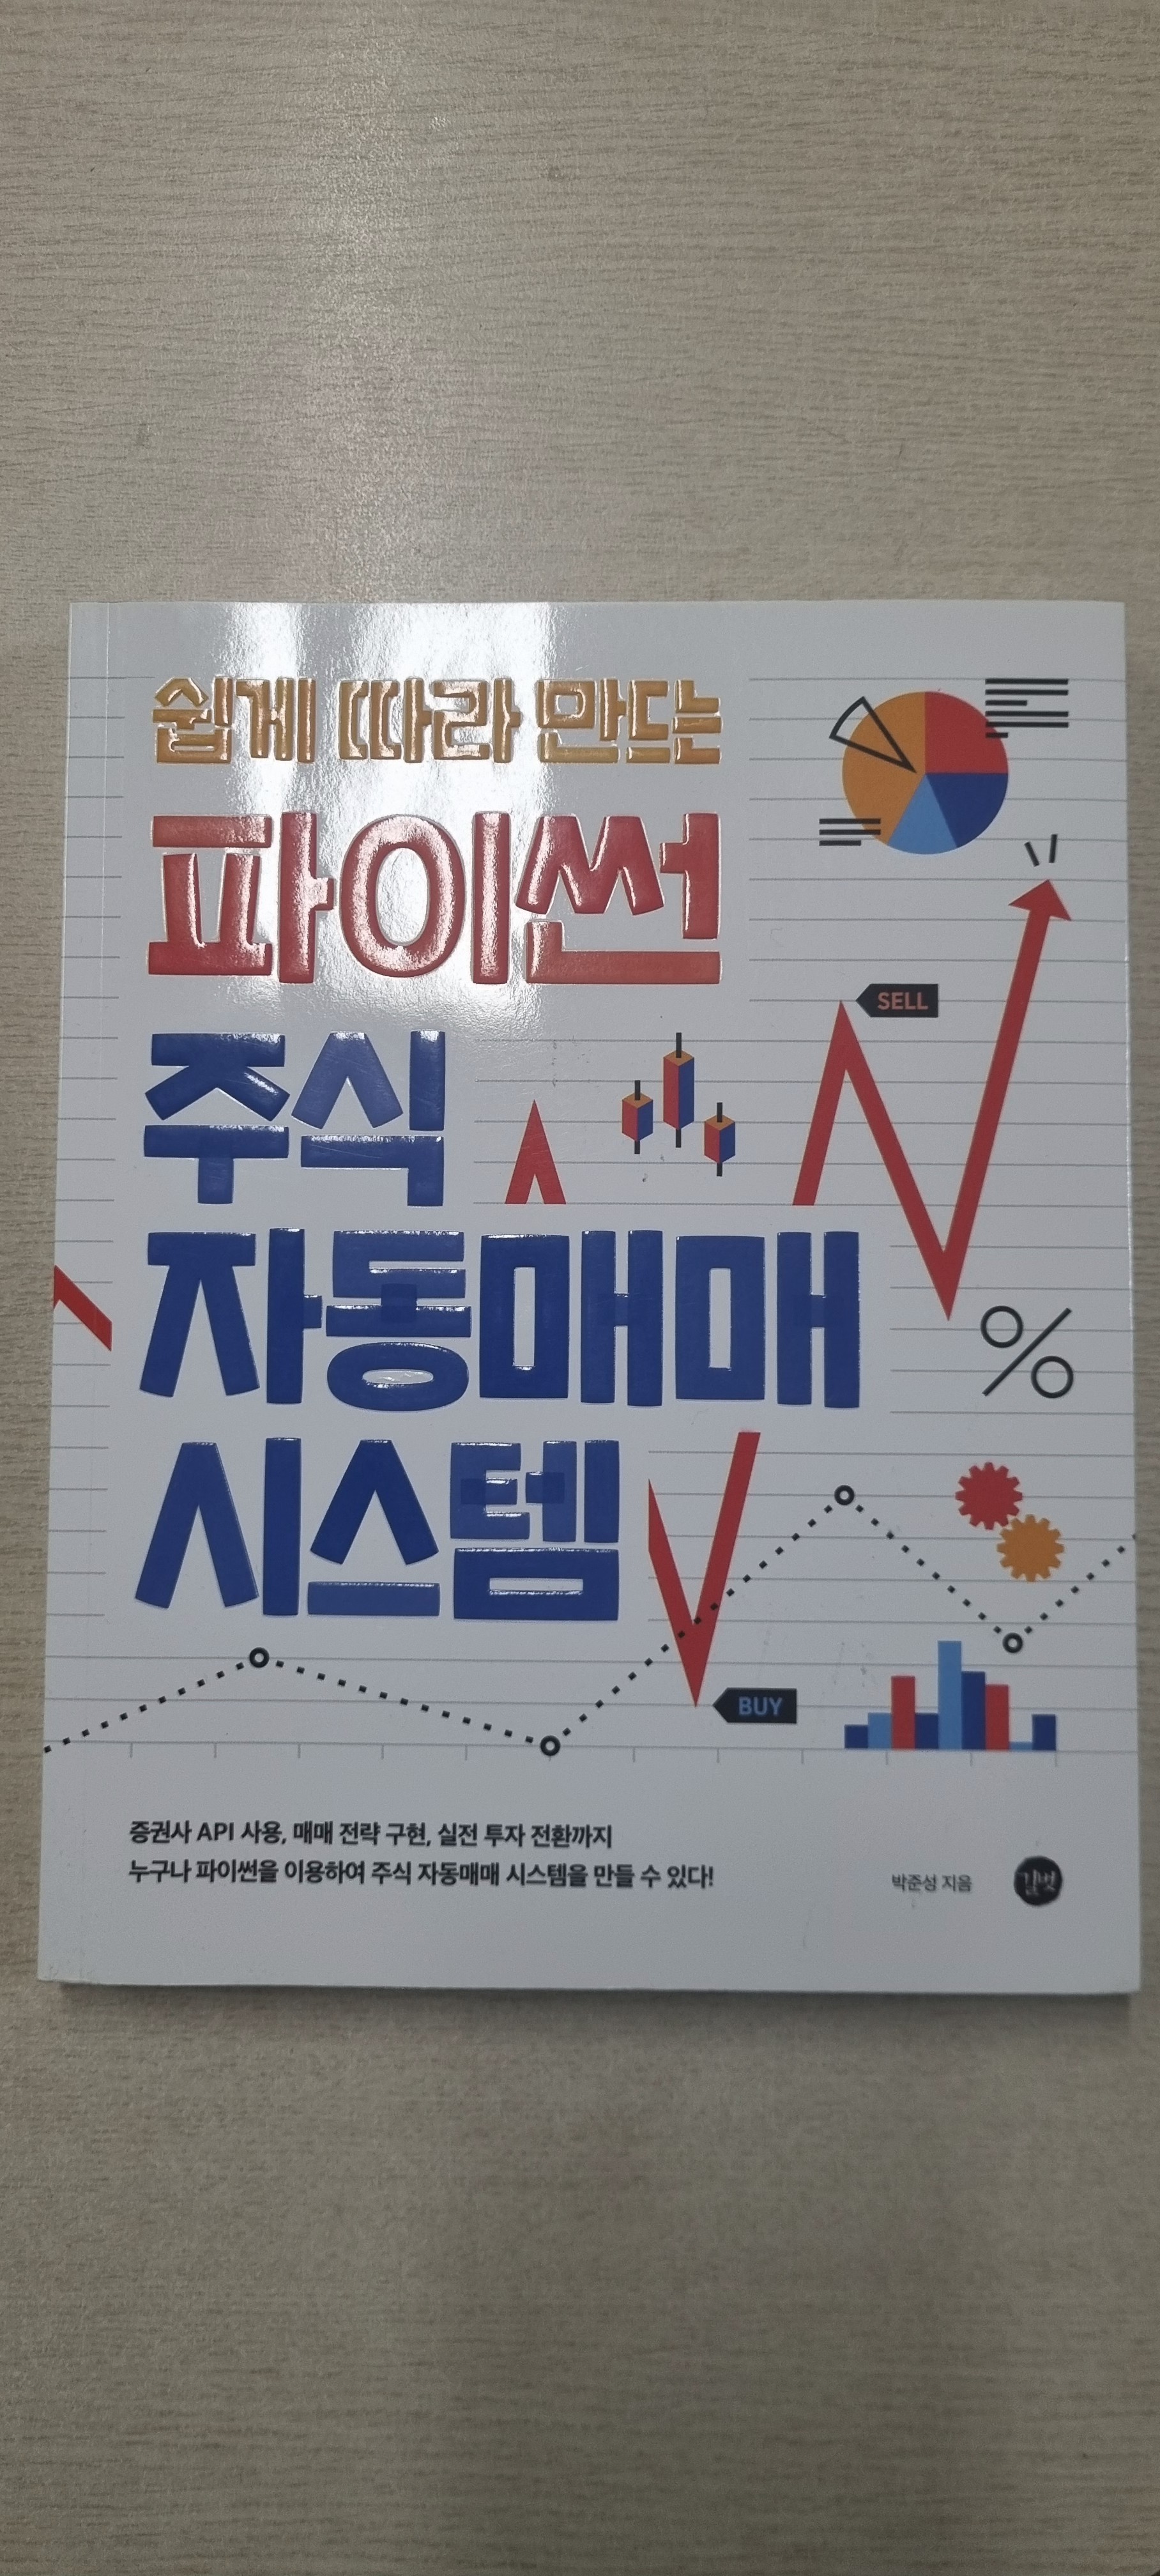 쉽게 따라 만드는
파이썬
주식
자동매매
시스템
SELL
%
BUY
증권사 API 사용, 매매 전략 구현, 실전 투자 전환까지
누구나 파이썬을 이용하여 주식 자동매매 시스템을 만들 수 있다!
박준성 지음
길벗